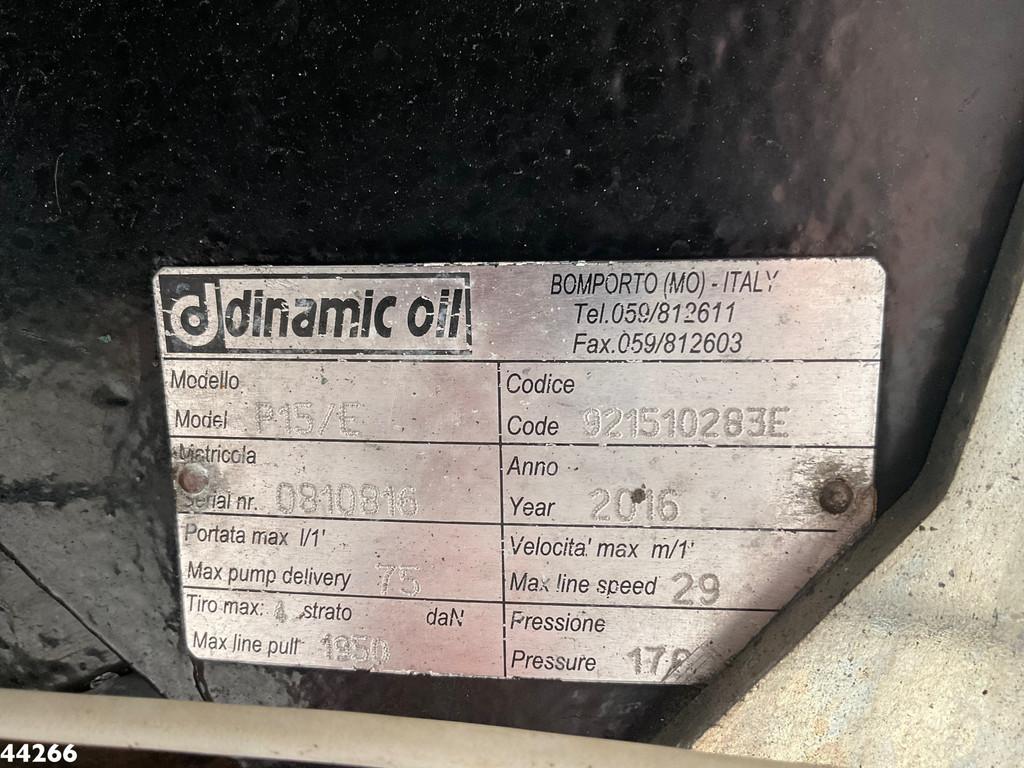 d dinamic oil
BOMPORTO (MO) - ITALY
Tel.059/812611
Fax.059/812603
Modello
Model P15/E
Codice
Code 921510283E
Matricola
Serial nr. 0810816
Anno
Year 2016
Portata max l/1'
Max pump delivery 75
Velocita' max m/1'
Max line speed 29
Tiro max: 4 strato daN
Max line pull 1950
Pressione
Pressure
44266